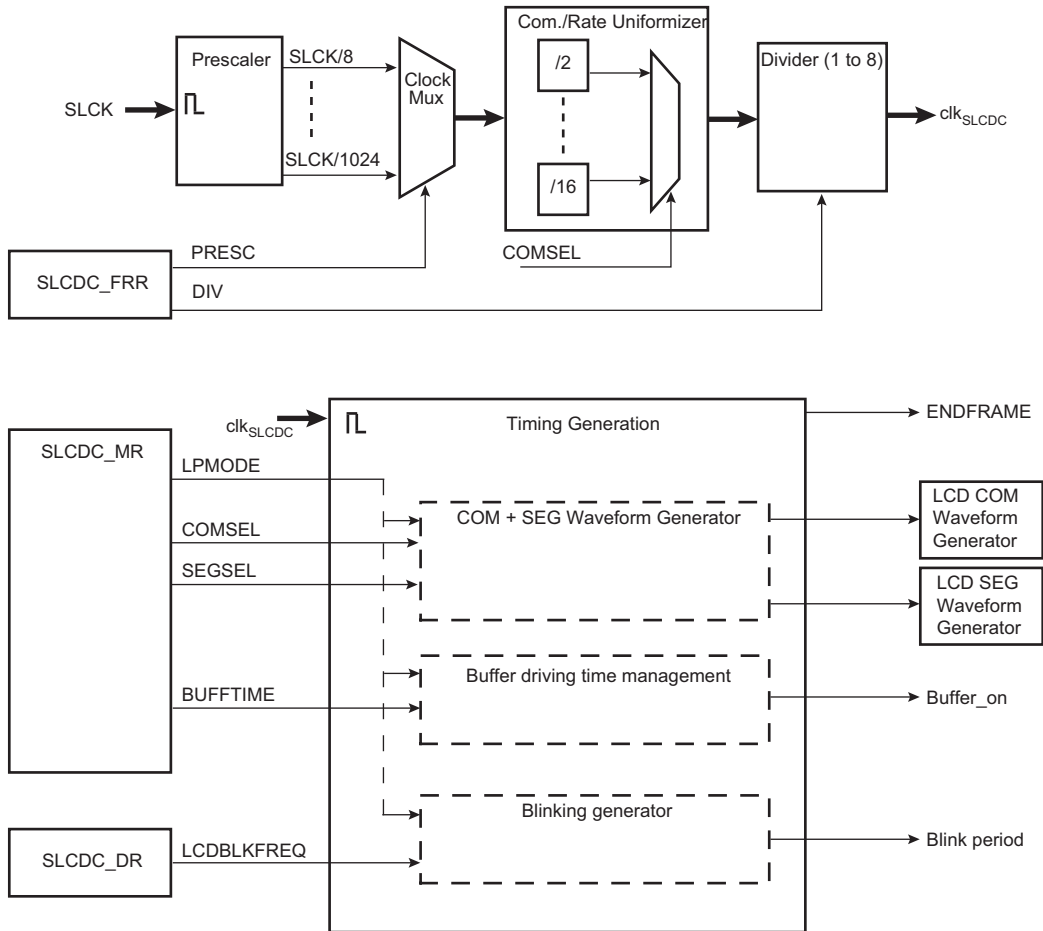 Com./Rate Uniformizer
Prescaler
SLCK/8
Clock
Mux
/2
Divider (1 to 8)
SLCK
clkSLCDC
SLCK/1024
/16
PRESC
COMSEL
SLCDC_FRR
DIV
clkSLCDC
Timing Generation
ENDFRAME
SLCDC_MR
LPMODE
COM + SEG Waveform Generator
LCD COM
Waveform
Generator
COMSEL
SEGSEL
LCD SEG
Waveform
Generator
Buffer driving time management
BUFFTIME
Buffer_on
Blinking generator
SLCDC_DR
LCDBLKFREQ
Blink period